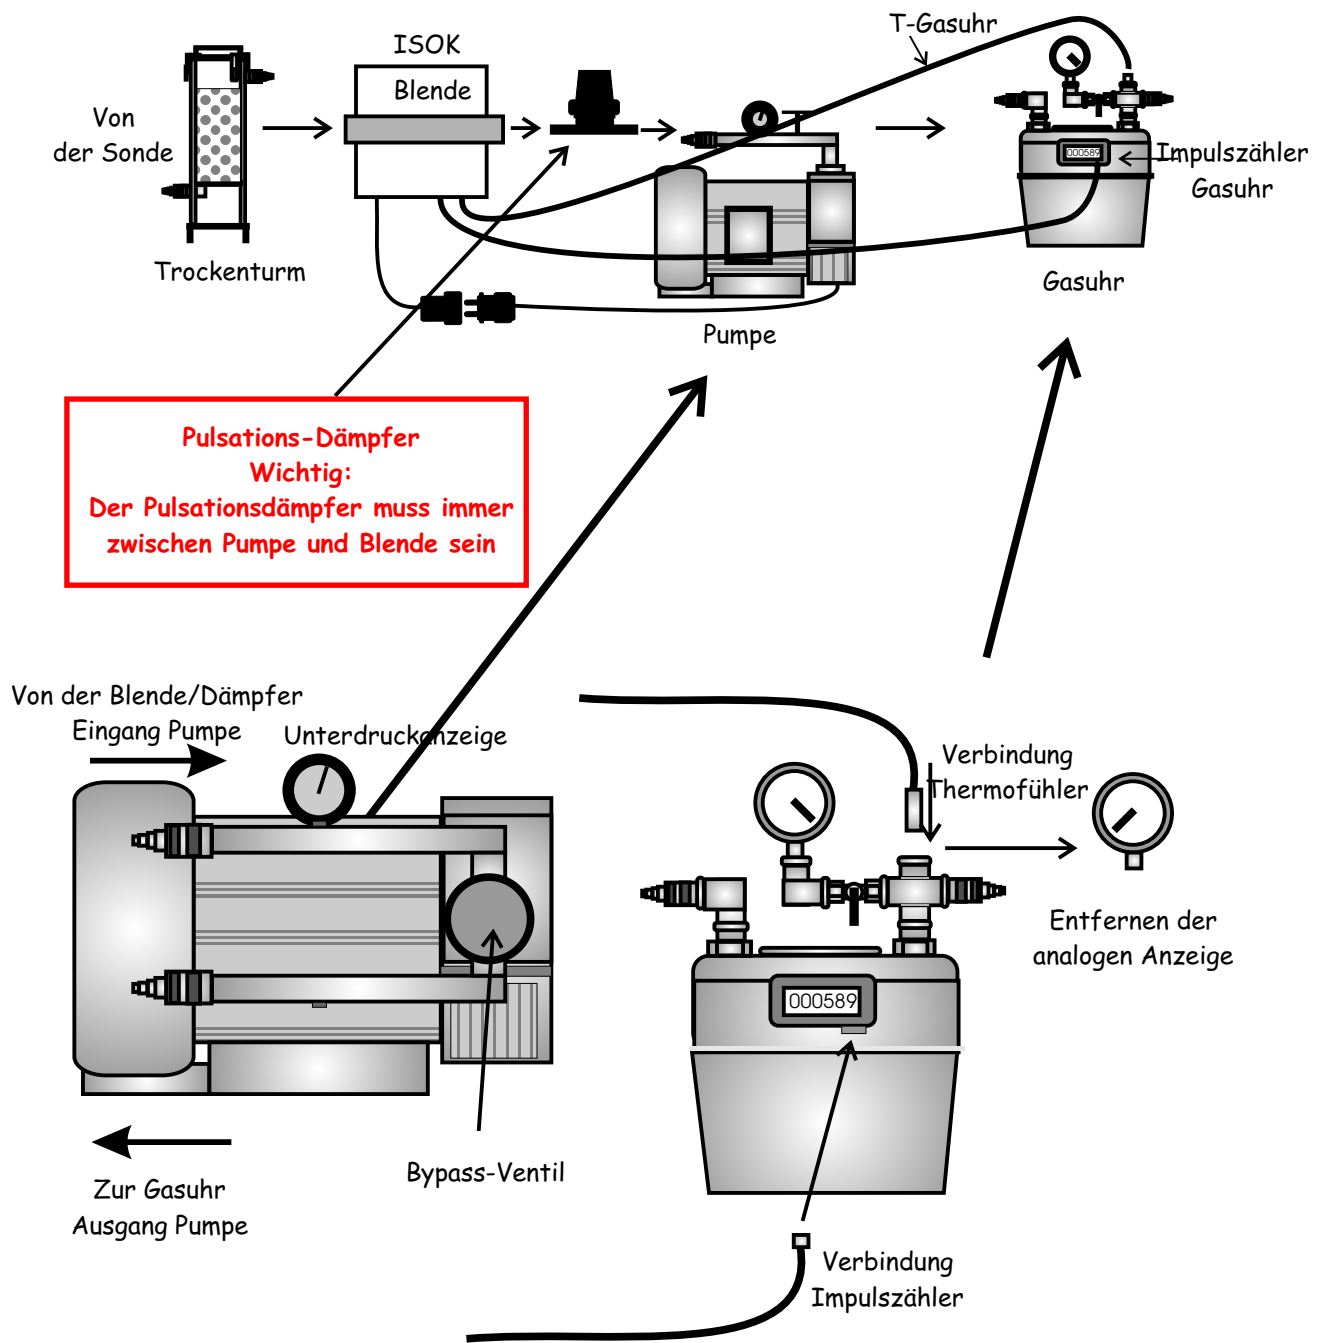 T-Gasuhr
ISOK
Blende
Von
der Sonde
000589
Impulszähler
Gasuhr
Trockenturm
Gasuhr
Pumpe
Pulsations-Dämpfer
Wichtig:
Der Pulsationsdämpfer muss immer
zwischen Pumpe und Blende sein
Von der Blende/Dämpfer
Eingang Pumpe
Unterdruckanzeige
Verbindung
Thermofühler
Entfernen der
analogen Anzeige
000589
Bypass-Ventil
Zur Gasuhr
Ausgang Pumpe
Verbindung
Impulszähler